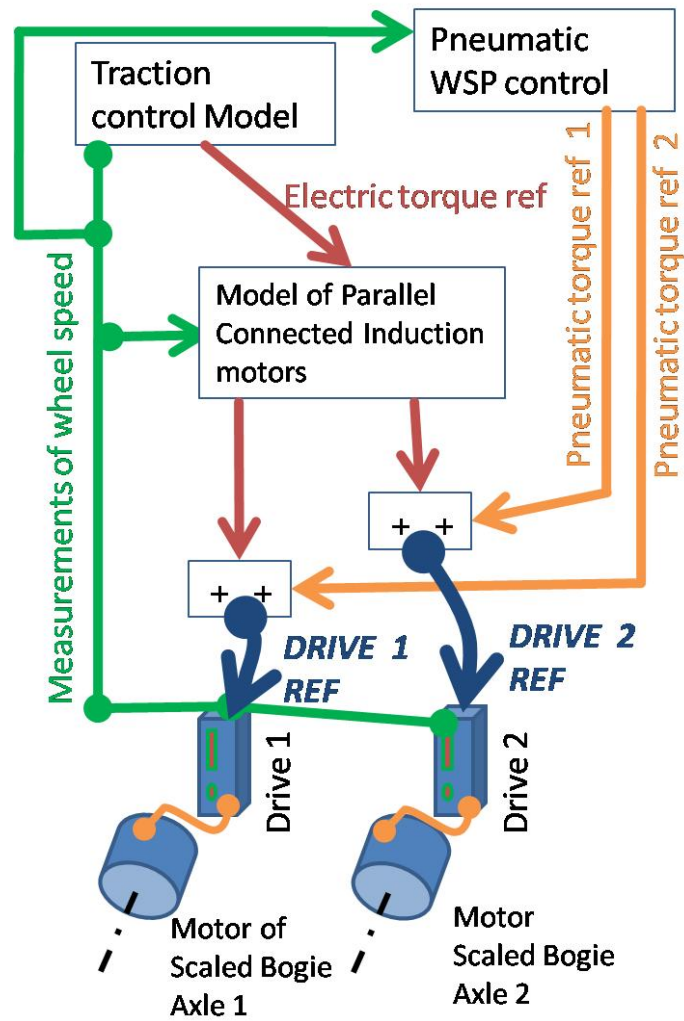 Traction
control Model
Pneumatic
WSP control
Electric torque ref
Pneumatic torque ref 1
Pneumatic torque ref 2
Measurements of wheel speed
Model of Parallel
Connected Induction
motors
+ +
+ +
DRIVE 1
REF
DRIVE 2
REF
Drive 1
Drive 2
Motor of
Scaled Bogie
Axle 1
Motor
Scaled Bogie
Axle 2